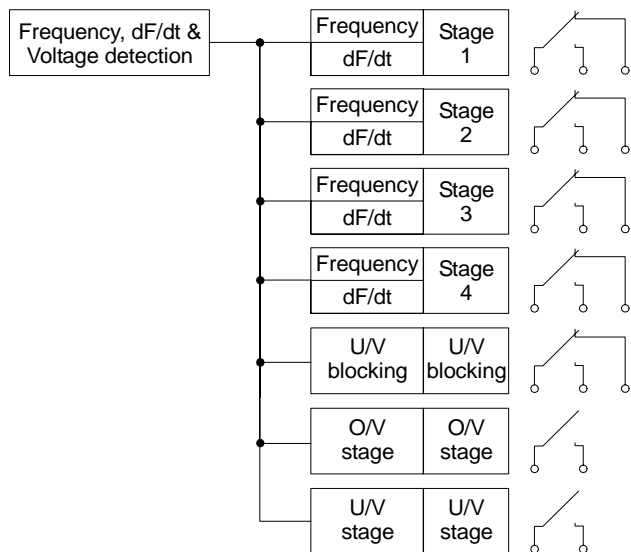 Frequency, dF/dt &
Voltage detection
Frequency
dF/dt
Stage
1
Frequency
dF/dt
Stage
2
Frequency
dF/dt
Stage
3
Frequency
dF/dt
Stage
4
U/V
blocking
U/V
blocking
O/V
stage
O/V
stage
U/V
stage
U/V
stage